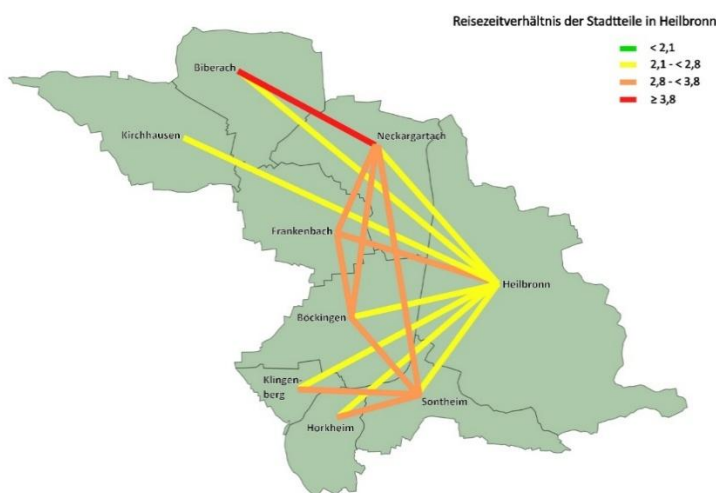 Reisezeitverhältnis der Stadtteile in Heilbronn
< 2,1
2,1 - < 2,8
2,8 - < 3,8
≥ 3,8
Biberach
Kirchhausen
Neckargartach
Frankenbach
Heilbronn
Böckingen
Klingen-
berg
Sontheim
Horkheim